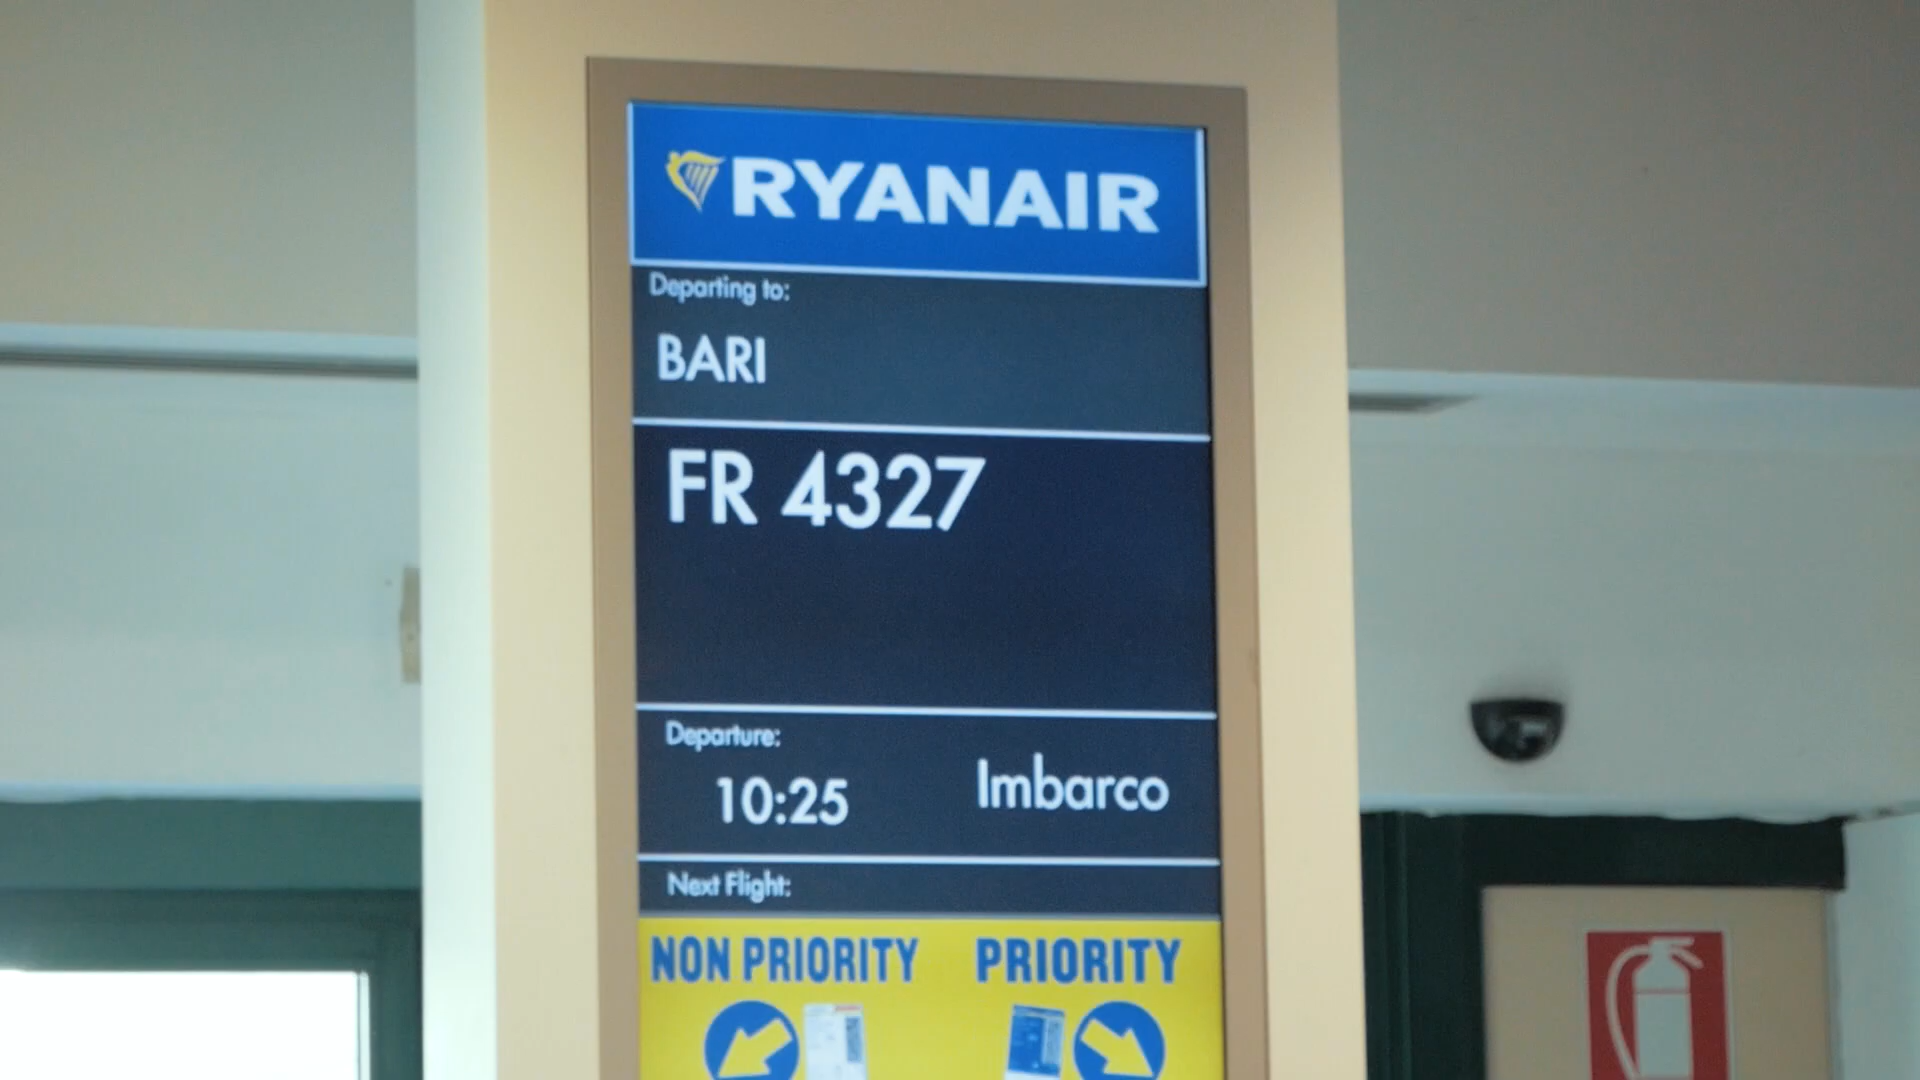 RYANAIR
Departing to:
BARI
FR 4327
Departure:
10:25 Imbarco
Next Flight:
NON PRIORITY PRIORITY